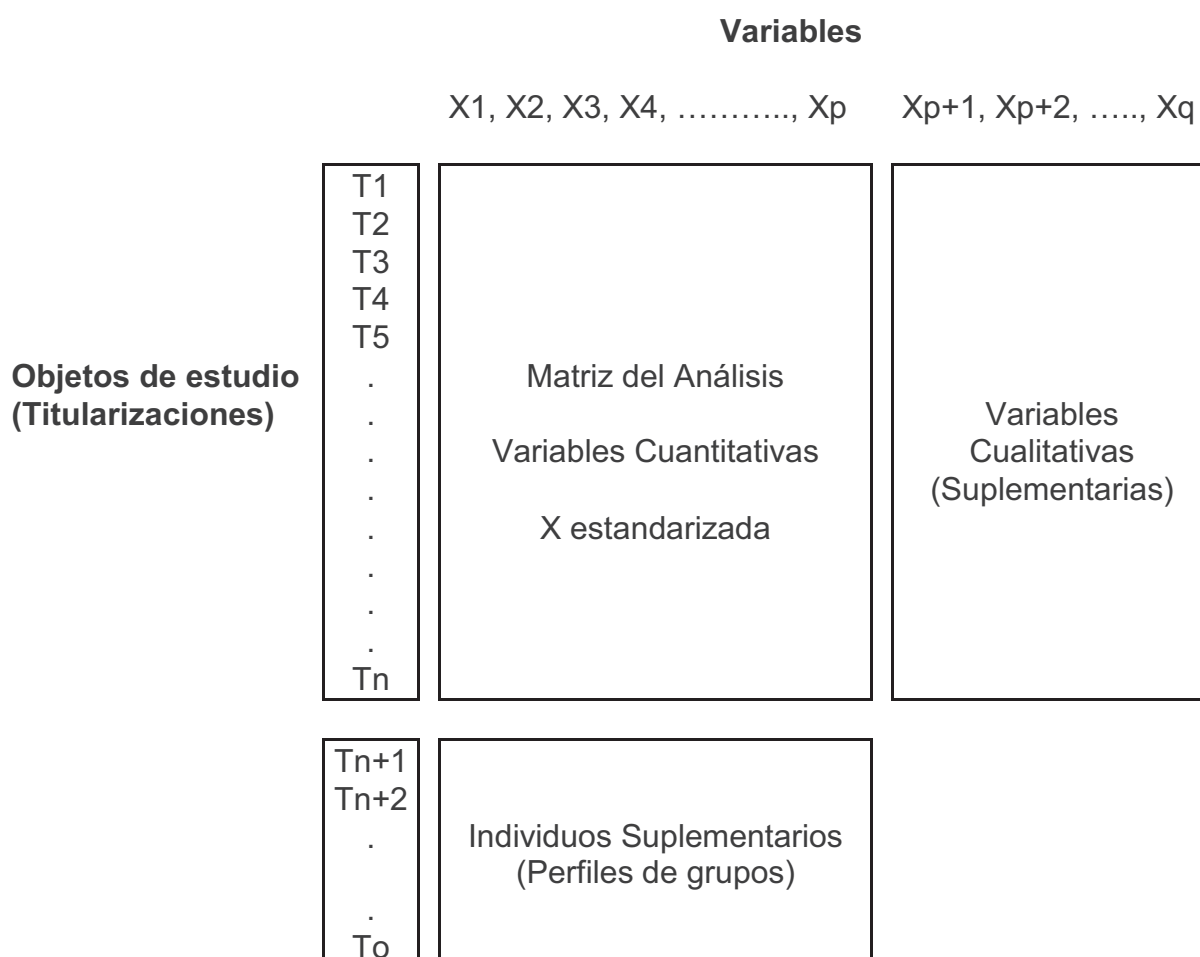 Variables
X1, X2, X3, X4, ……….., Xp
Xp+1, Xp+2, ….., Xq
T1
T2
T3
T4
T5
.
.
.
.
.
.
.
.
Tn
Objetos de estudio
(Titularizaciones)
Matriz del Análisis
Variables Cuantitativas
X estandarizada
Variables
Cualitativas
(Suplementarias)
Tn+1
Tn+2
.
.
To
Individuos Suplementarios
(Perfiles de grupos)